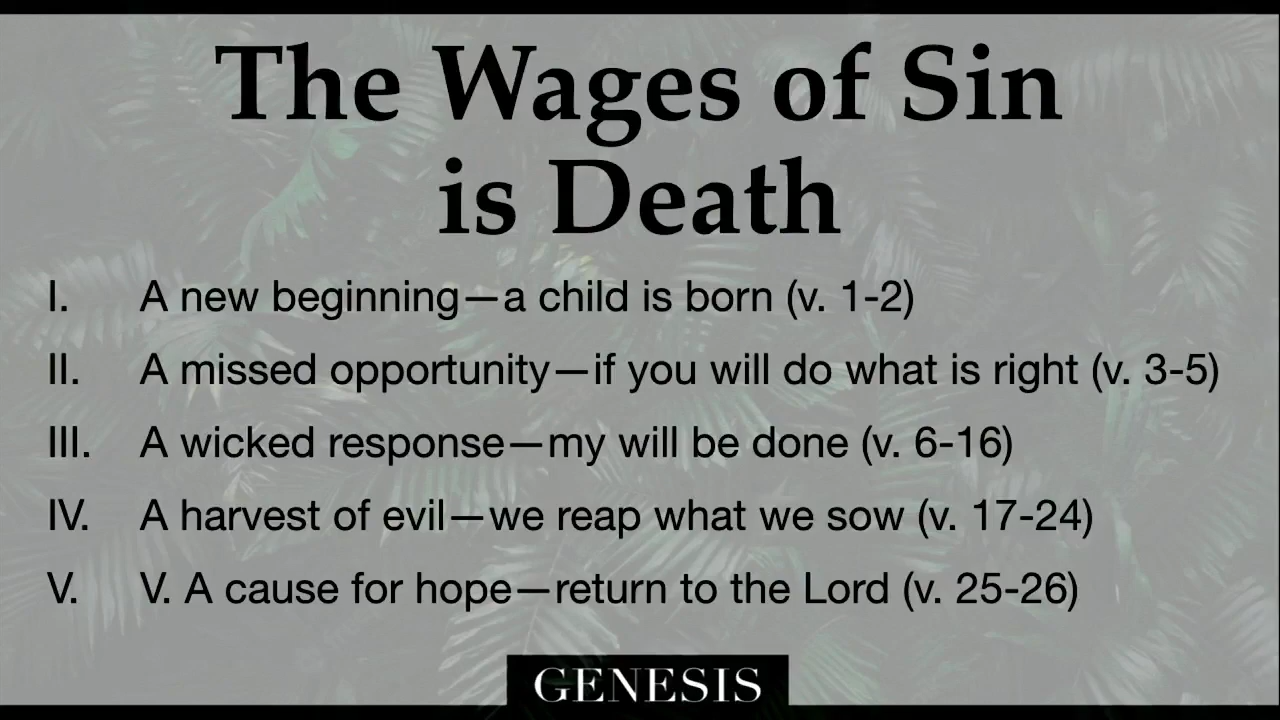 The Wages of Sin
is Death
I. A new beginning—a child is born (v. 1-2)
II. A missed opportunity—if you will do what is right (v. 3-5)
III. A wicked response—my will be done (v. 6-16)
IV. A harvest of evil—we reap what we sow (v. 17-24)
V. V. A cause for hope—return to the Lord (v. 25-26)
GENESIS